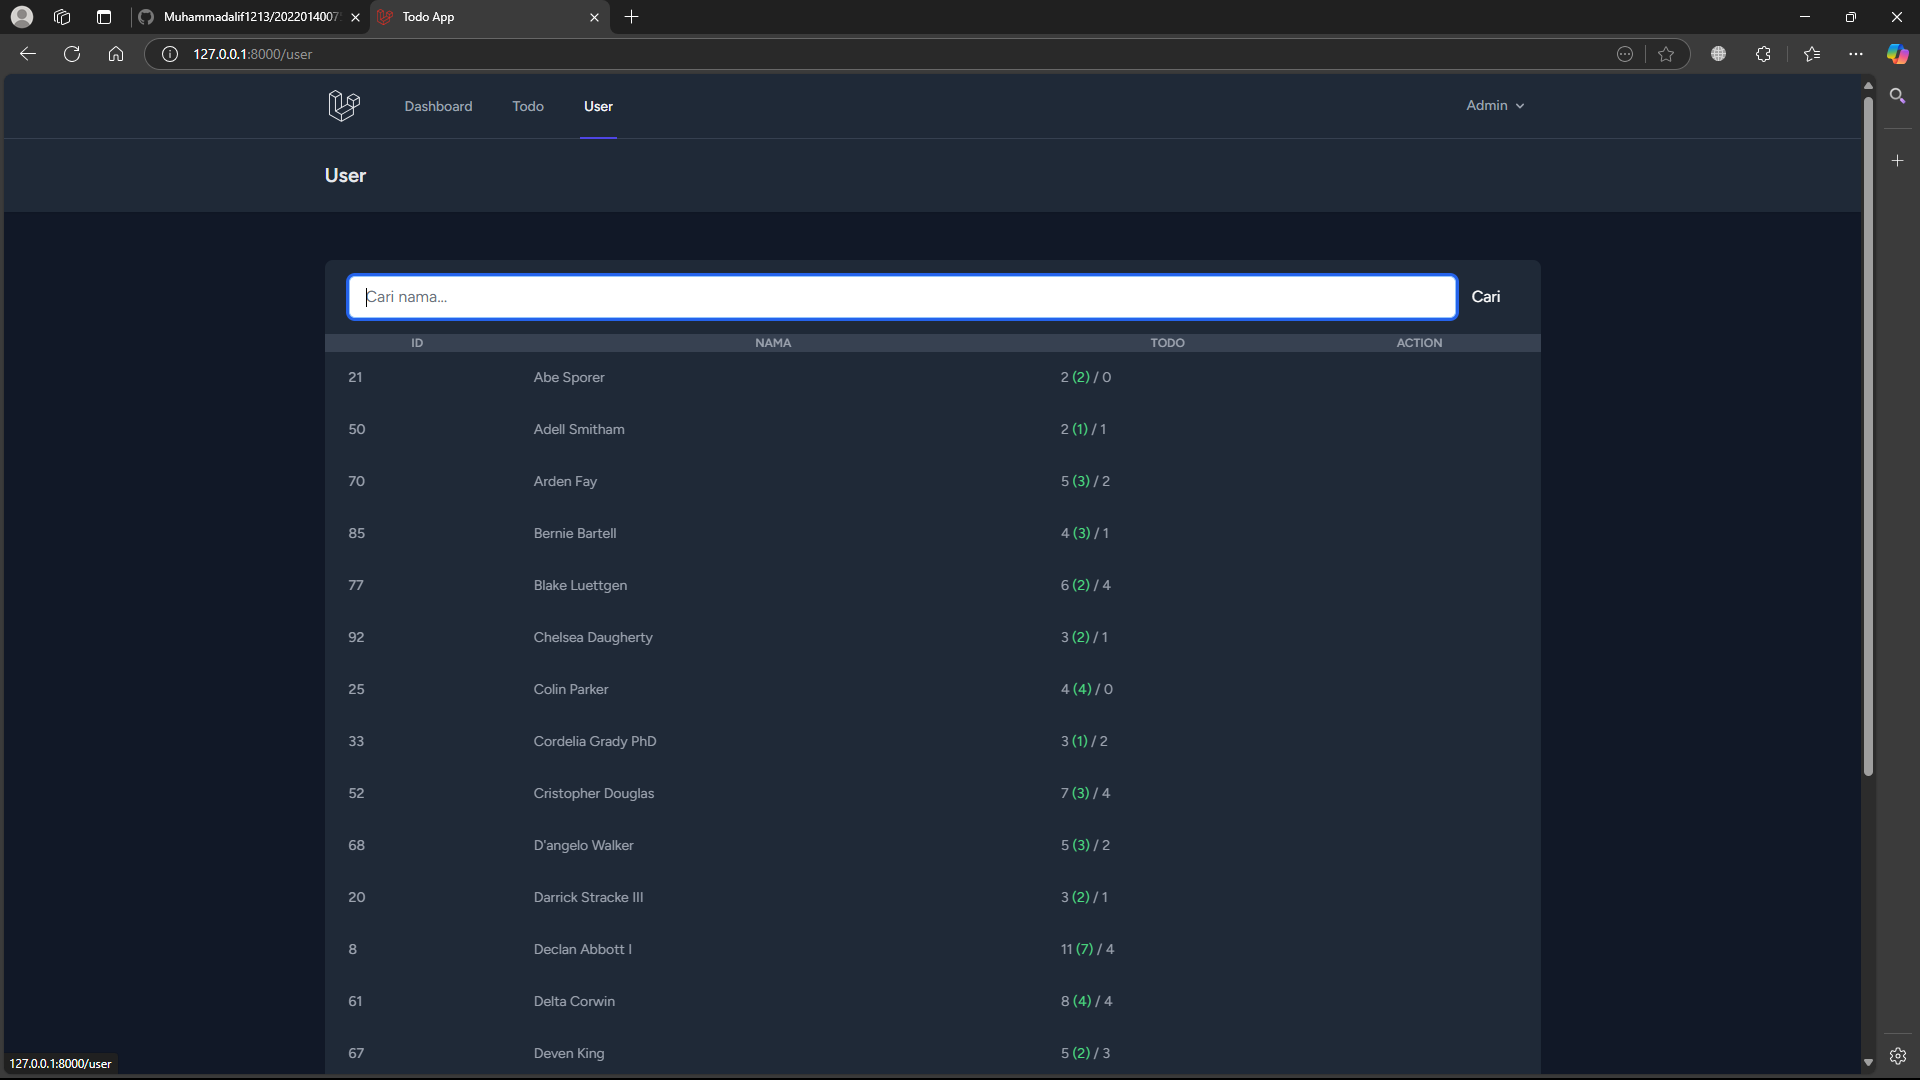 Muhammadalif1213/2022014007
Todo App
127.0.0.1:8000/user
Dashboard
Todo
User
Admin
User
Cari nama...
Cari
ID NAMA TODO ACTION
21 Abe Sporer 2 (2) / 0
50 Adell Smitham 2 (1) / 1
70 Arden Fay 5 (3) / 2
85 Bernie Bartell 4 (3) / 1
77 Blake Luettgen 6 (2) / 4
92 Chelsea Daugherty 3 (2) / 1
25 Colin Parker 4 (4) / 0
33 Cordelia Grady PhD 3 (1) / 2
52 Cristopher Douglas 7 (3) / 4
68 D'angelo Walker 5 (3) / 2
20 Darrick Stracke III 3 (2) / 1
8 Declan Abbott I 11 (7) / 4
61 Delta Corwin 8 (4) / 4
67 Deven King 5 (2) / 3
127.0.0.1:8000/user